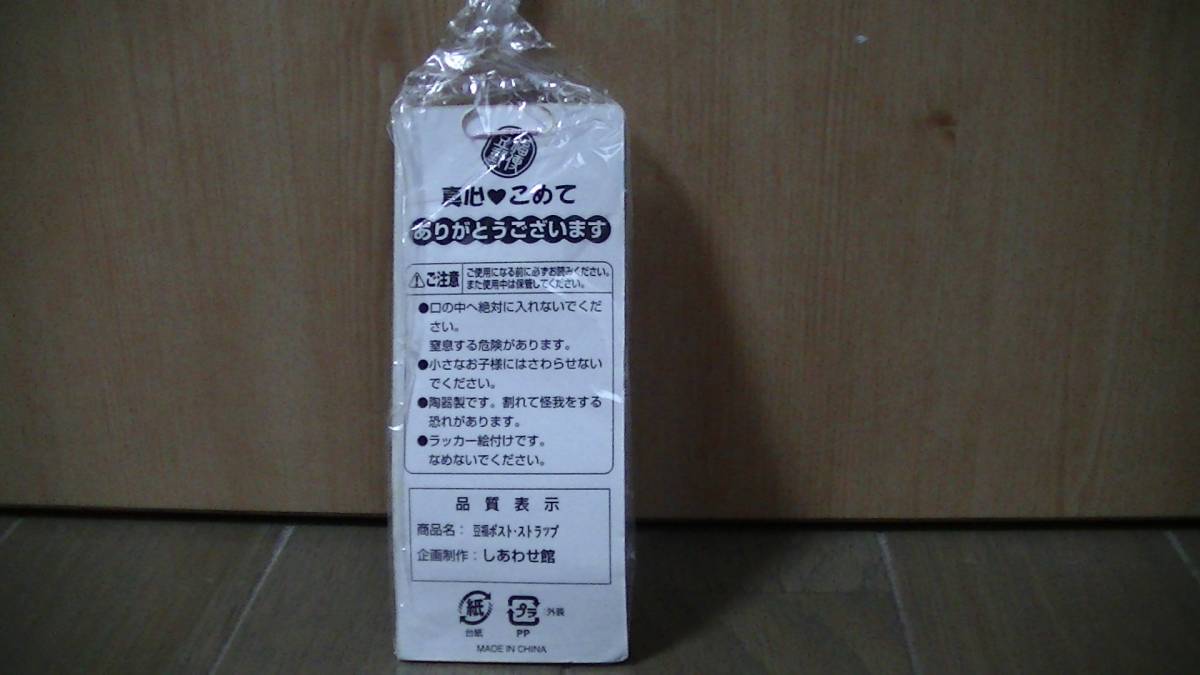 真心♥こめて
ありがとうございます
⚠ご注意
ご使用になる前に必ずお読みください。
また使用中は保管してください。
●口の中へ絶対に入れないでくだ
さい。
窒息する危険があります。
●小さなお子様にはさわらせない
でください。
●陶器製です。割れて怪我をする
恐れがあります。
●ラッカー絵付けです。
なめないでください。
品質表示
商品名：豆福ポスト・ストラップ
企画制作：しあわせ館
紙
台紙
プラ
PP
外装
MADE IN CHINA